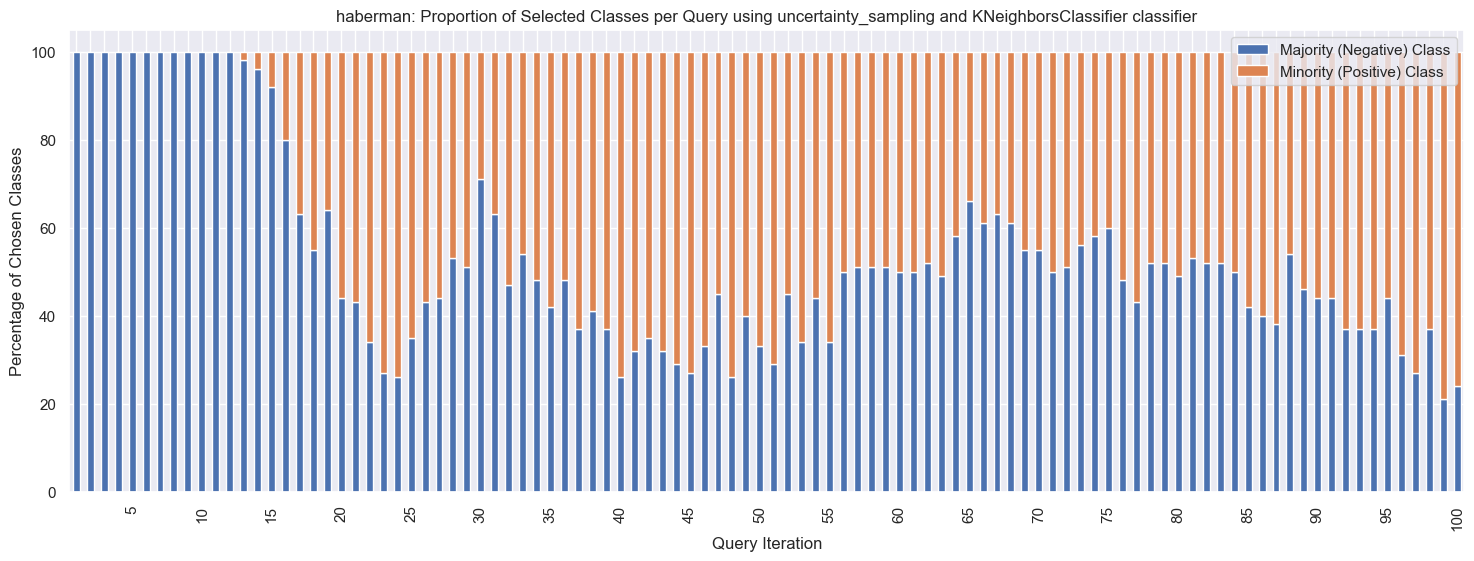 haberman: Proportion of Selected Classes per Query using uncertainty_sampling and KNeighborsClassifier classifier
Majority (Negative) Class
Minority (Positive) Class
Percentage of Chosen Classes
100
80
60
40
20
0
5 10 15 20 25 30 35 40 45 50 55 60 65 70 75 80 85 90 95 100
Query Iteration